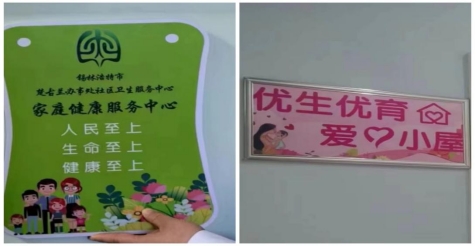 锡林浩特市
楚古兰办事处社区卫生服务中心
家庭健康服务中心
人民至上
生命至上
健康至上
优生优育
爱心小屋